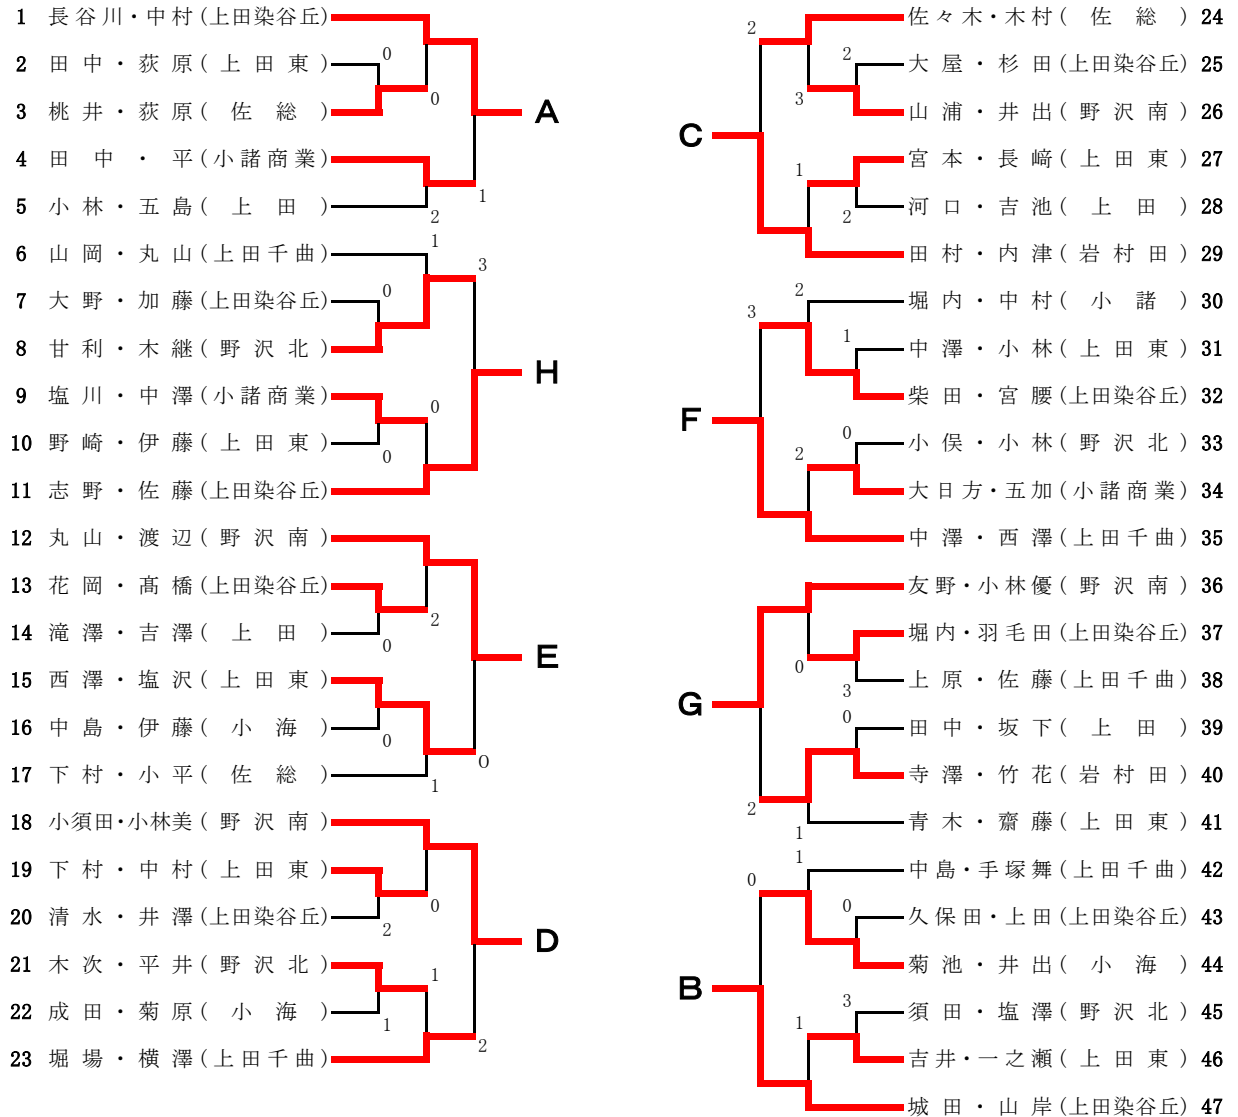 1 長谷川・中村(上田染谷丘)
2 田中・荻原(上田東)
0
3 桃井・荻原(佐総)
0
A
4 田中・平(小諸商業)
1
5 小林・五島(上田)
2
6 山岡・丸山(上田千曲)
1
3
7 大野・加藤(上田染谷丘)
0
8 甘利・木継(野沢北)
H
9 塩川・中澤(小諸商業)
0
10 野崎・伊藤(上田東)
0
11 志野・佐藤(上田染谷丘)
12 丸山・渡辺(野沢南)
13 花岡・髙橋(上田染谷丘)
2
14 滝澤・吉澤(上田)
0
E
15 西澤・塩沢(上田東)
16 中島・伊藤(小海)
0
0
17 下村・小平(佐総)
1
18 小須田・小林美(野沢南)
19 下村・中村(上田東)
0
20 清水・井澤(上田染谷丘)
2
D
21 木次・平井(野沢北)
1
22 成田・菊原(小海)
1
2
23 堀場・横澤(上田千曲)
佐々木・木村(佐総) 24
2
大屋・杉田(上田染谷丘) 25
2
3
山浦・井出(野沢南) 26
C
宮本・長﨑(上田東) 27
1
河口・吉池(上田) 28
2
田村・内津(岩村田) 29
堀内・中村(小諸) 30
2
3
中澤・小林(上田東) 31
1
柴田・宮腰(上田染谷丘) 32
F
小俣・小林(野沢北) 33
0
2
大日方・五加(小諸商業) 34
中澤・西澤(上田千曲) 35
友野・小林優(野沢南) 36
堀内・羽毛田(上田染谷丘) 37
0
上原・佐藤(上田千曲) 38
3
G
田中・坂下(上田) 39
0
寺澤・竹花(岩村田) 40
2
青木・齋藤(上田東) 41
1
中島・手塚舞(上田千曲) 42
1
0
久保田・上田(上田染谷丘) 43
0
菊池・井出(小海) 44
B
須田・塩澤(野沢北) 45
3
1
吉井・一之瀬(上田東) 46
城田・山岸(上田染谷丘) 47